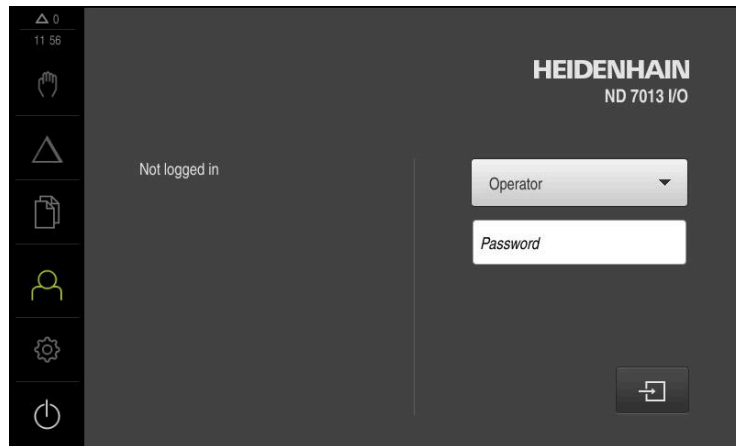 0
11 56
HEIDENHAIN
ND 7013 I/O
Not logged in
Operator
Password